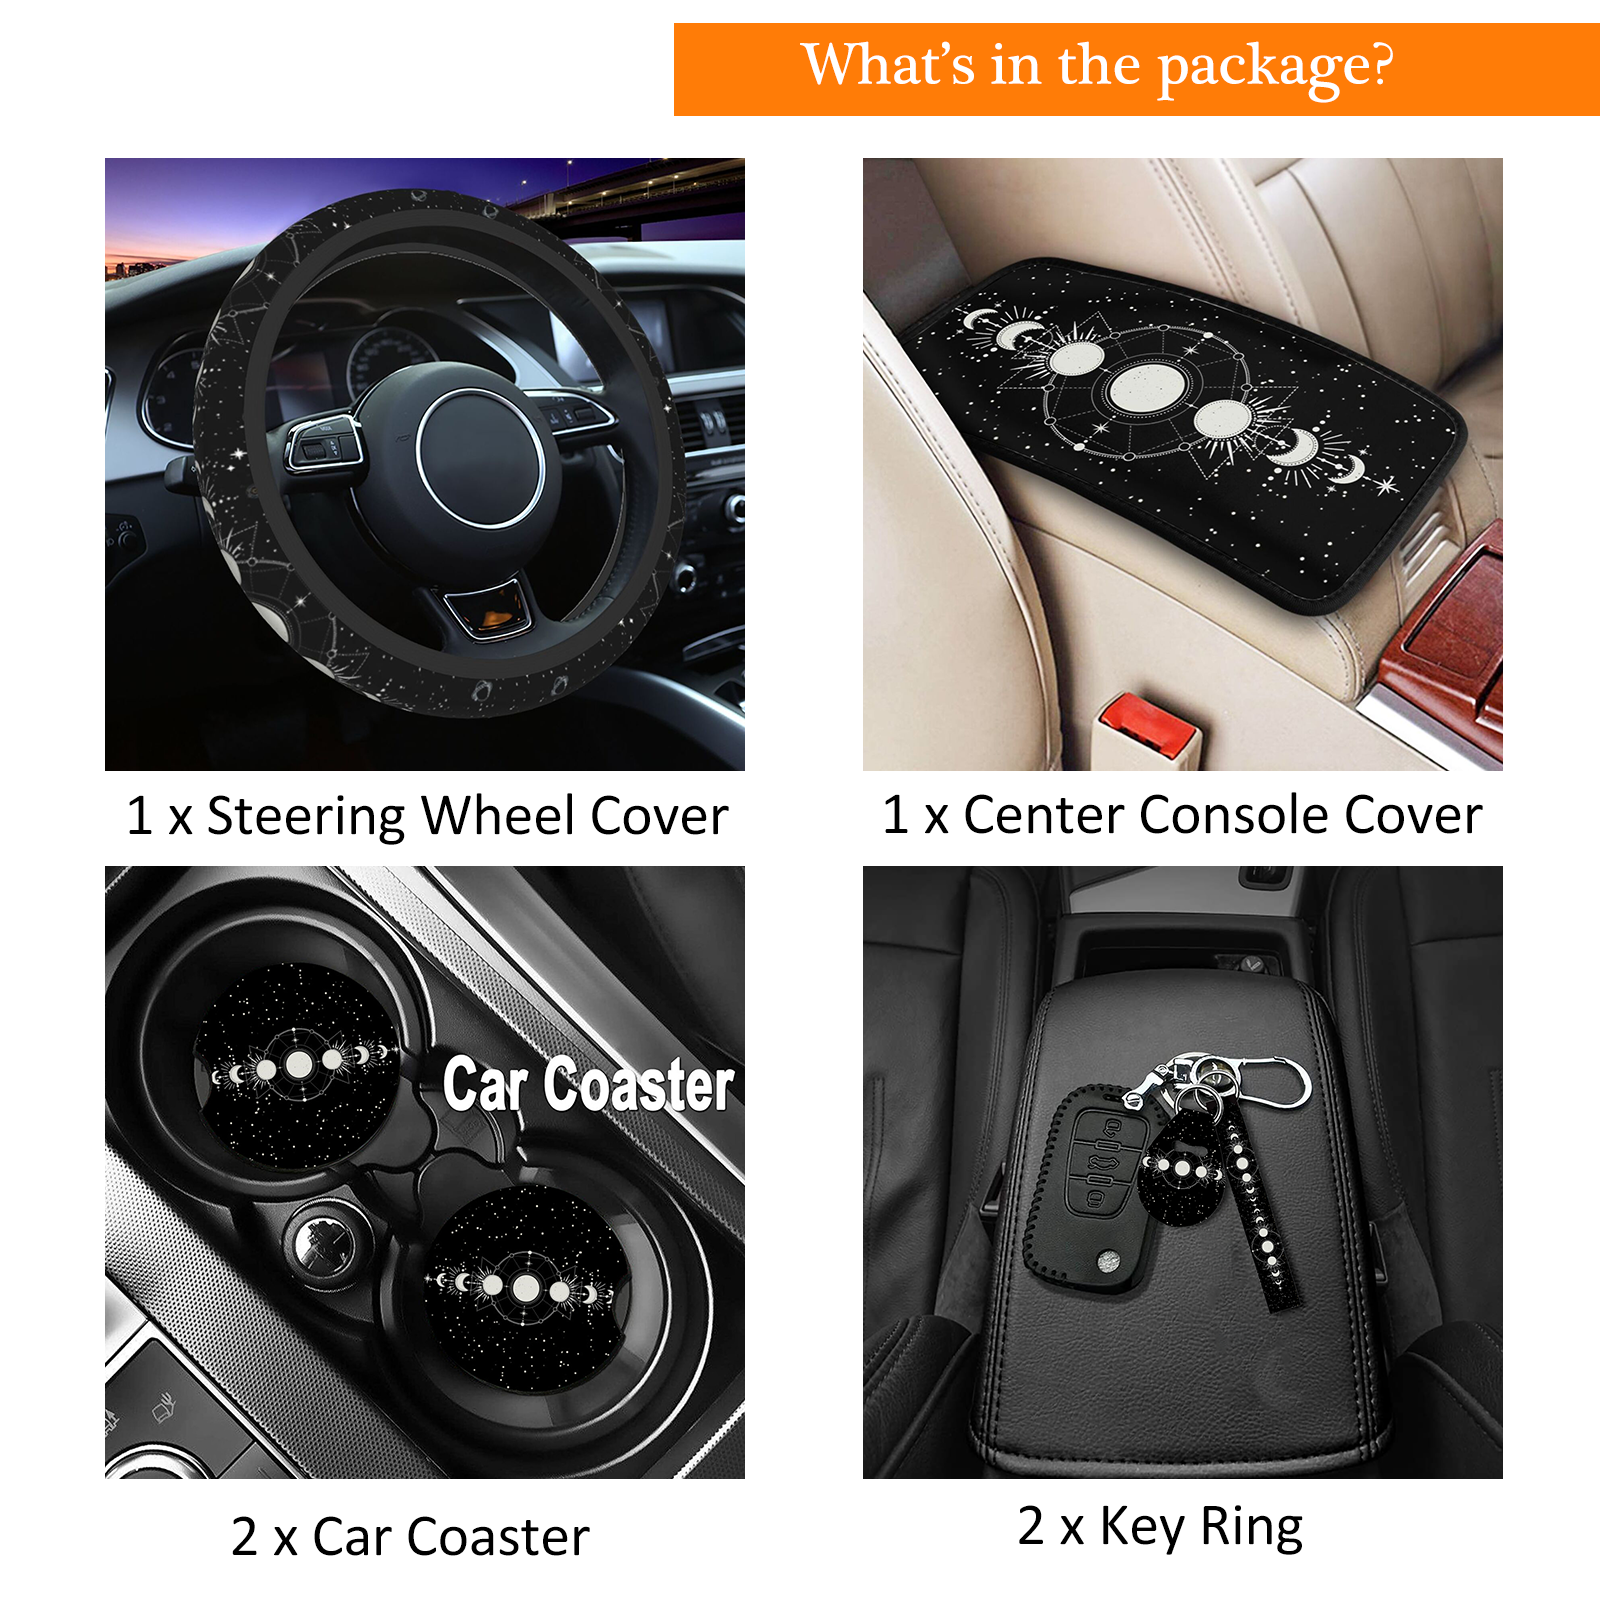 What's in the package?
1 x Steering Wheel Cover
1 x Center Console Cover
Car Coaster
2 x Car Coaster
2 x Key Ring